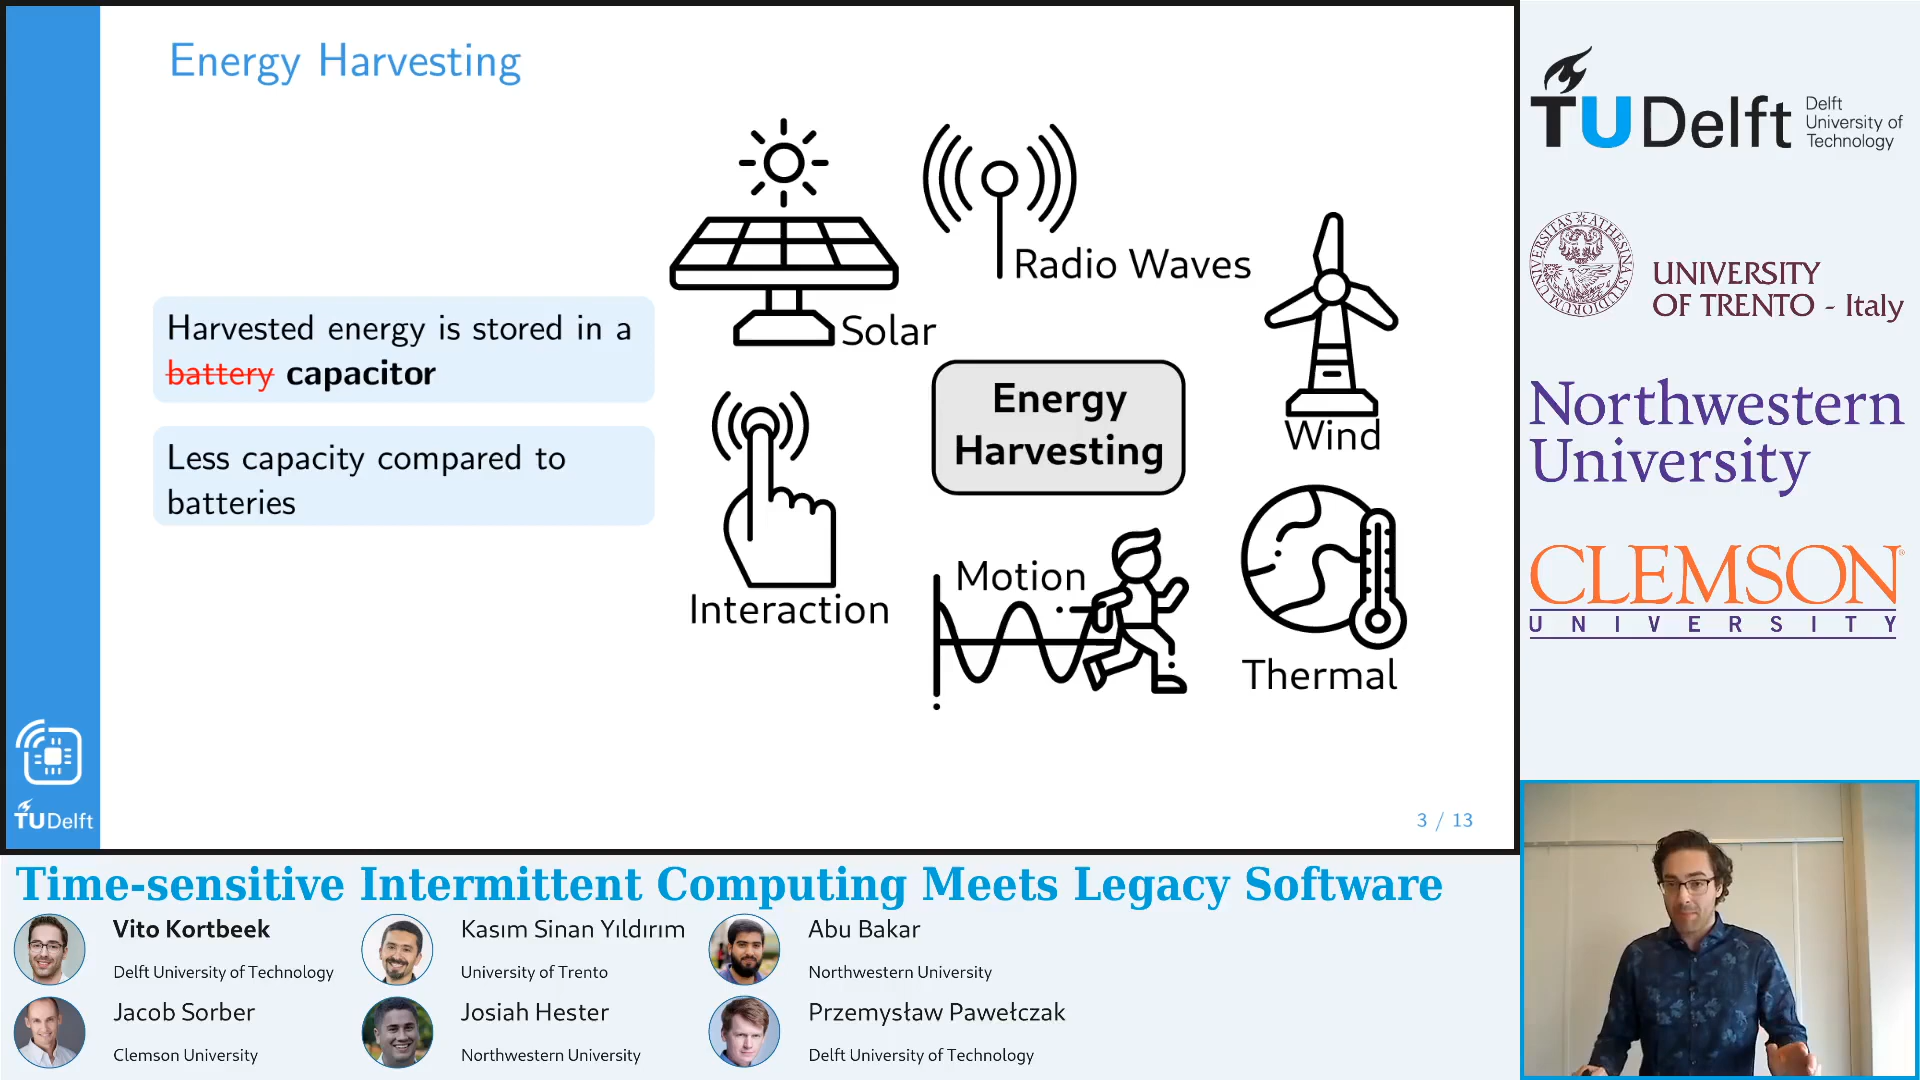 Energy Harvesting
Solar
Radio Waves
Wind
Harvested energy is stored in a
battery capacitor
Less capacity compared to
batteries
Energy
Harvesting
Interaction
Motion
Thermal
3 / 13
TUDelft
TUDelft
Delft
University of
Technology
UNIVERSITY
OF TRENTO - Italy
Northwestern
University
CLEMSON
UNIVERSITY
Time-sensitive Intermittent Computing Meets Legacy Software
Vito Kortbeek
Delft University of Technology
Kasım Sinan Yıldırım
University of Trento
Abu Bakar
Northwestern University
Jacob Sorber
Clemson University
Josiah Hester
Northwestern University
Przemysław Pawełczak
Delft University of Technology